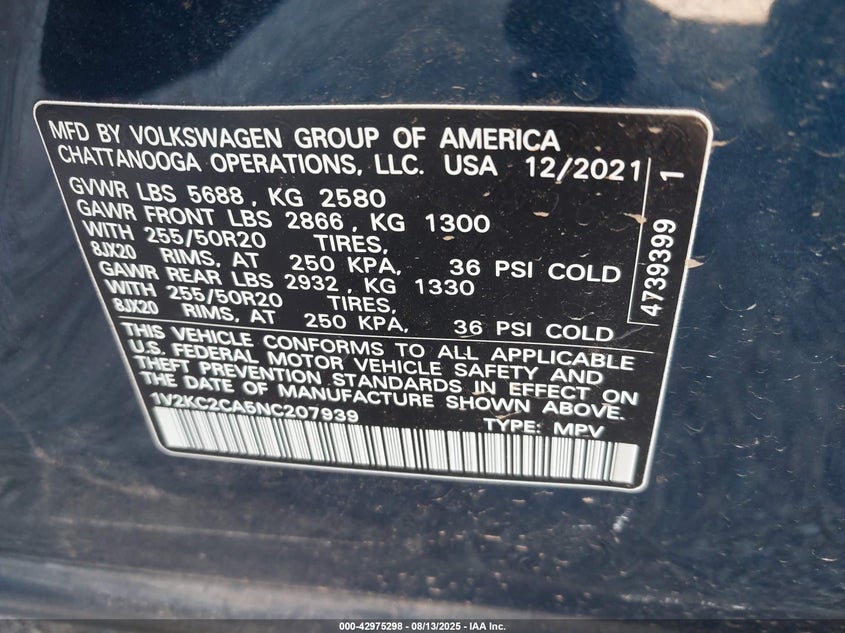 MFD BY VOLKSWAGEN GROUP OF AMERICA
CHATTANOOGA OPERATIONS, LLC. USA 12/2021
GVWR LBS 5688, KG 2580
GAWR FRONT LBS 2866, KG 1300
WITH 255/50R20 TIRES,
8JX20 RIMS, AT 250 KPA, 36 PSI COLD
GAWR REAR LBS 2932, KG 1330
WITH 255/50R20 TIRES,
8JX20 RIMS, AT 250 KPA, 36 PSI COLD
THIS VEHICLE CONFORMS TO ALL APPLICABLE
U.S. FEDERAL MOTOR VEHICLE SAFETY AND
THEFT PREVENTION STANDARDS IN EFFECT ON
THE DATE OF MANUFACTURE SHOWN ABOVE.
1V2KC2CA5NC207939 TYPE: MPV
4739399 1
000-42975298 - 08/13/2025 - IAA Inc.